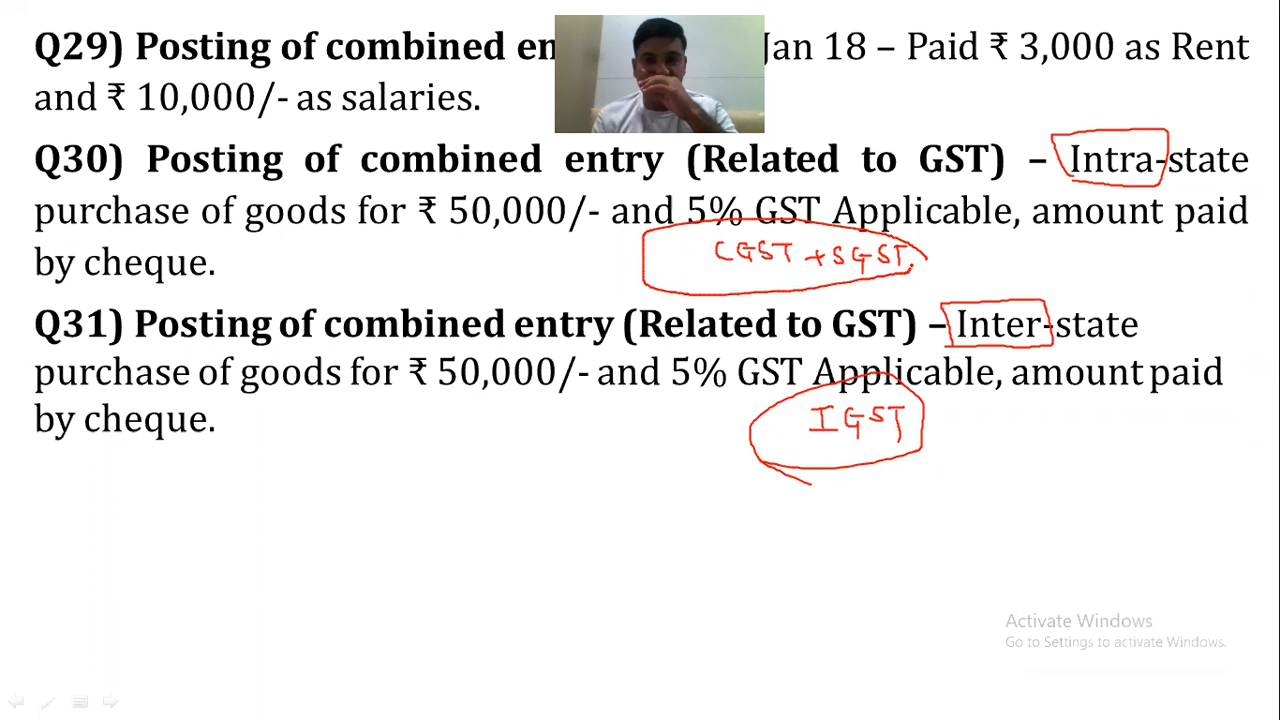 Q29) Posting of combined en Jan 18 – Paid ₹ 3,000 as Rent
and ₹ 10,000/- as salaries.
Q30) Posting of combined entry (Related to GST) – Intra-state
purchase of goods for ₹ 50,000/- and 5% GST Applicable, amount paid
CGST + SGST.
by cheque.
Q31) Posting of combined entry (Related to GST) – Inter-state
purchase of goods for ₹ 50,000/- and 5% GST Applicable, amount paid
by cheque.
IGST
Activate Windows
Go to Settings to activate Windows.